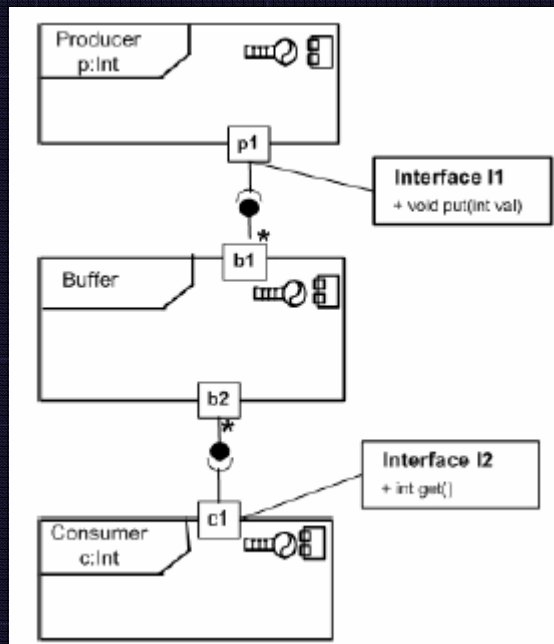 Producer
p:Int
p1
Interface I1
+ void put(int val)
*
b1
Buffer
b2
*
Interface I2
+ int get()
c1
Consumer
c:Int